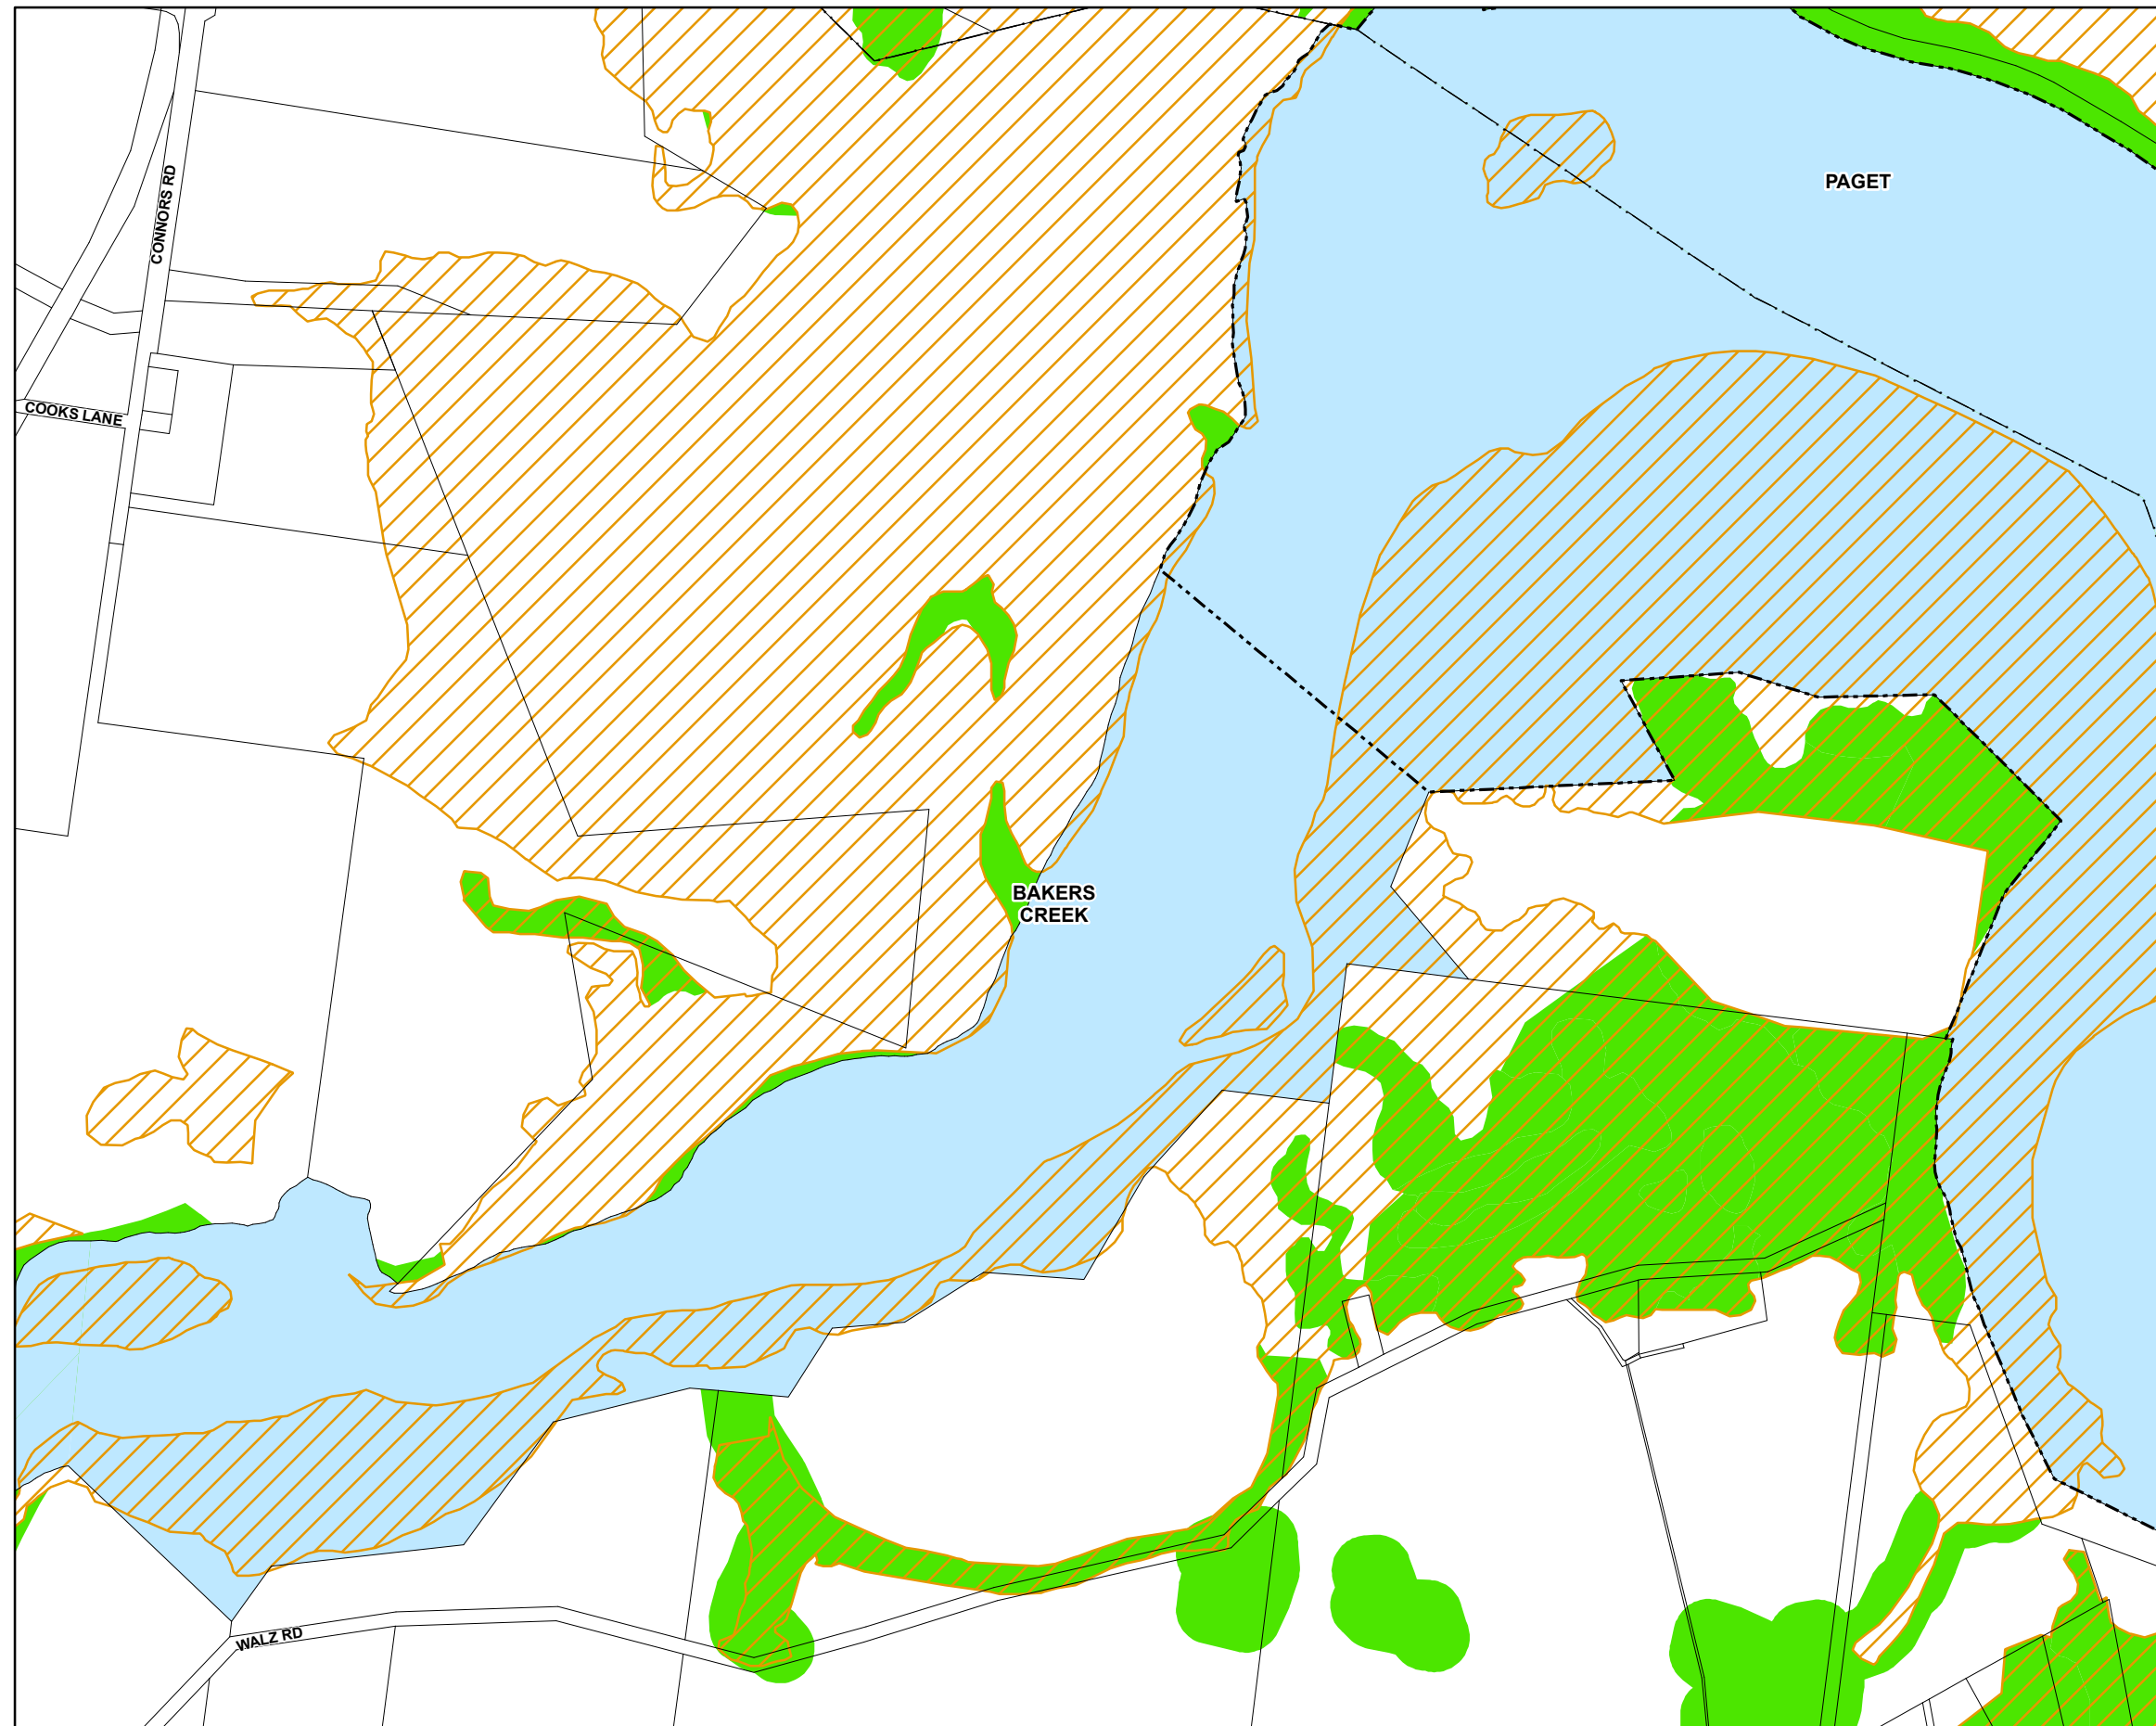 PAGET
CONNORS RD
COOKS LANE
BAKERS
CREEK
WALZ RD